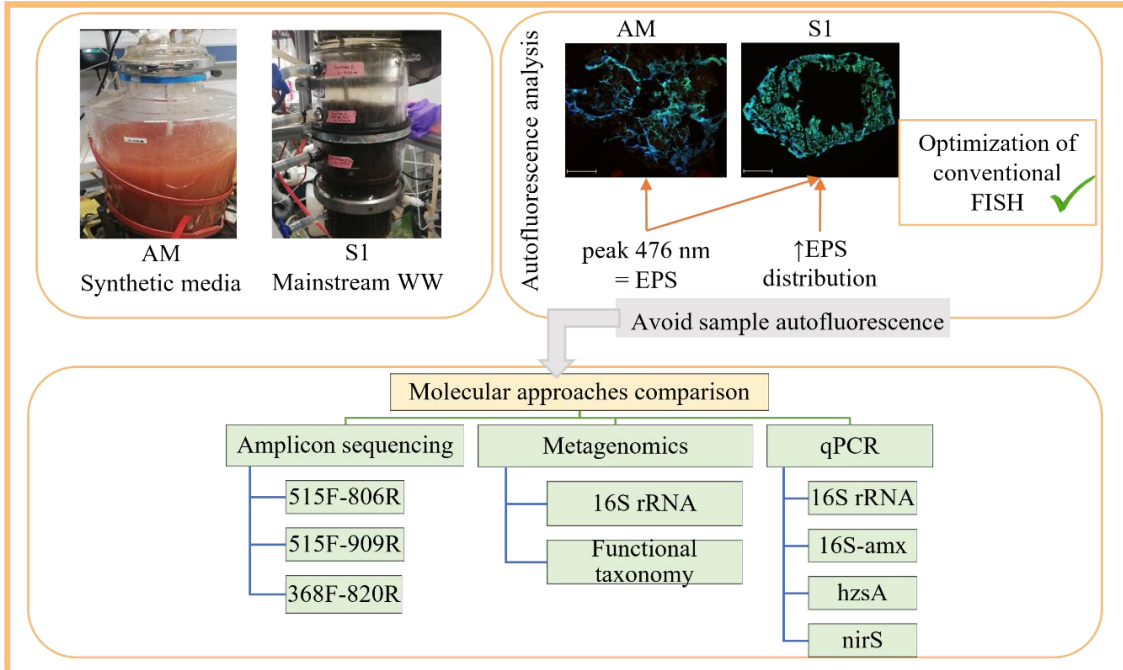 AM
Synthetic media
S1
Mainstream WW
Autofluorescence analysis
AM
S1
peak 476 nm
= EPS
↑EPS
distribution
Optimization of
conventional
FISH
Avoid sample autofluorescence
Molecular approaches comparison
Amplicon sequencing
515F-806R
515F-909R
368F-820R
Metagenomics
16S rRNA
Functional
taxonomy
qPCR
16S rRNA
16S-amx
hzsA
nirS